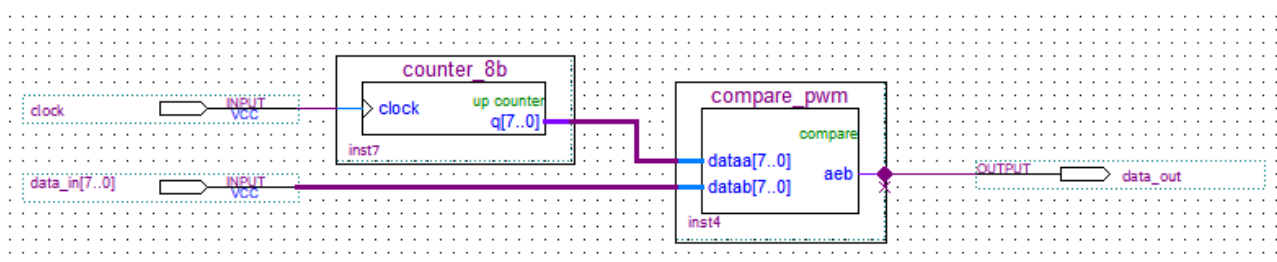 counter_8b
clock
INPUT
VCC
clock
up counter
q[7..0]
inst7
compare_pwm
compare
dataa[7..0]
datab[7..0]
aeb
inst4
data_in[7..0]
INPUT
VCC
OUTPUT
data_out